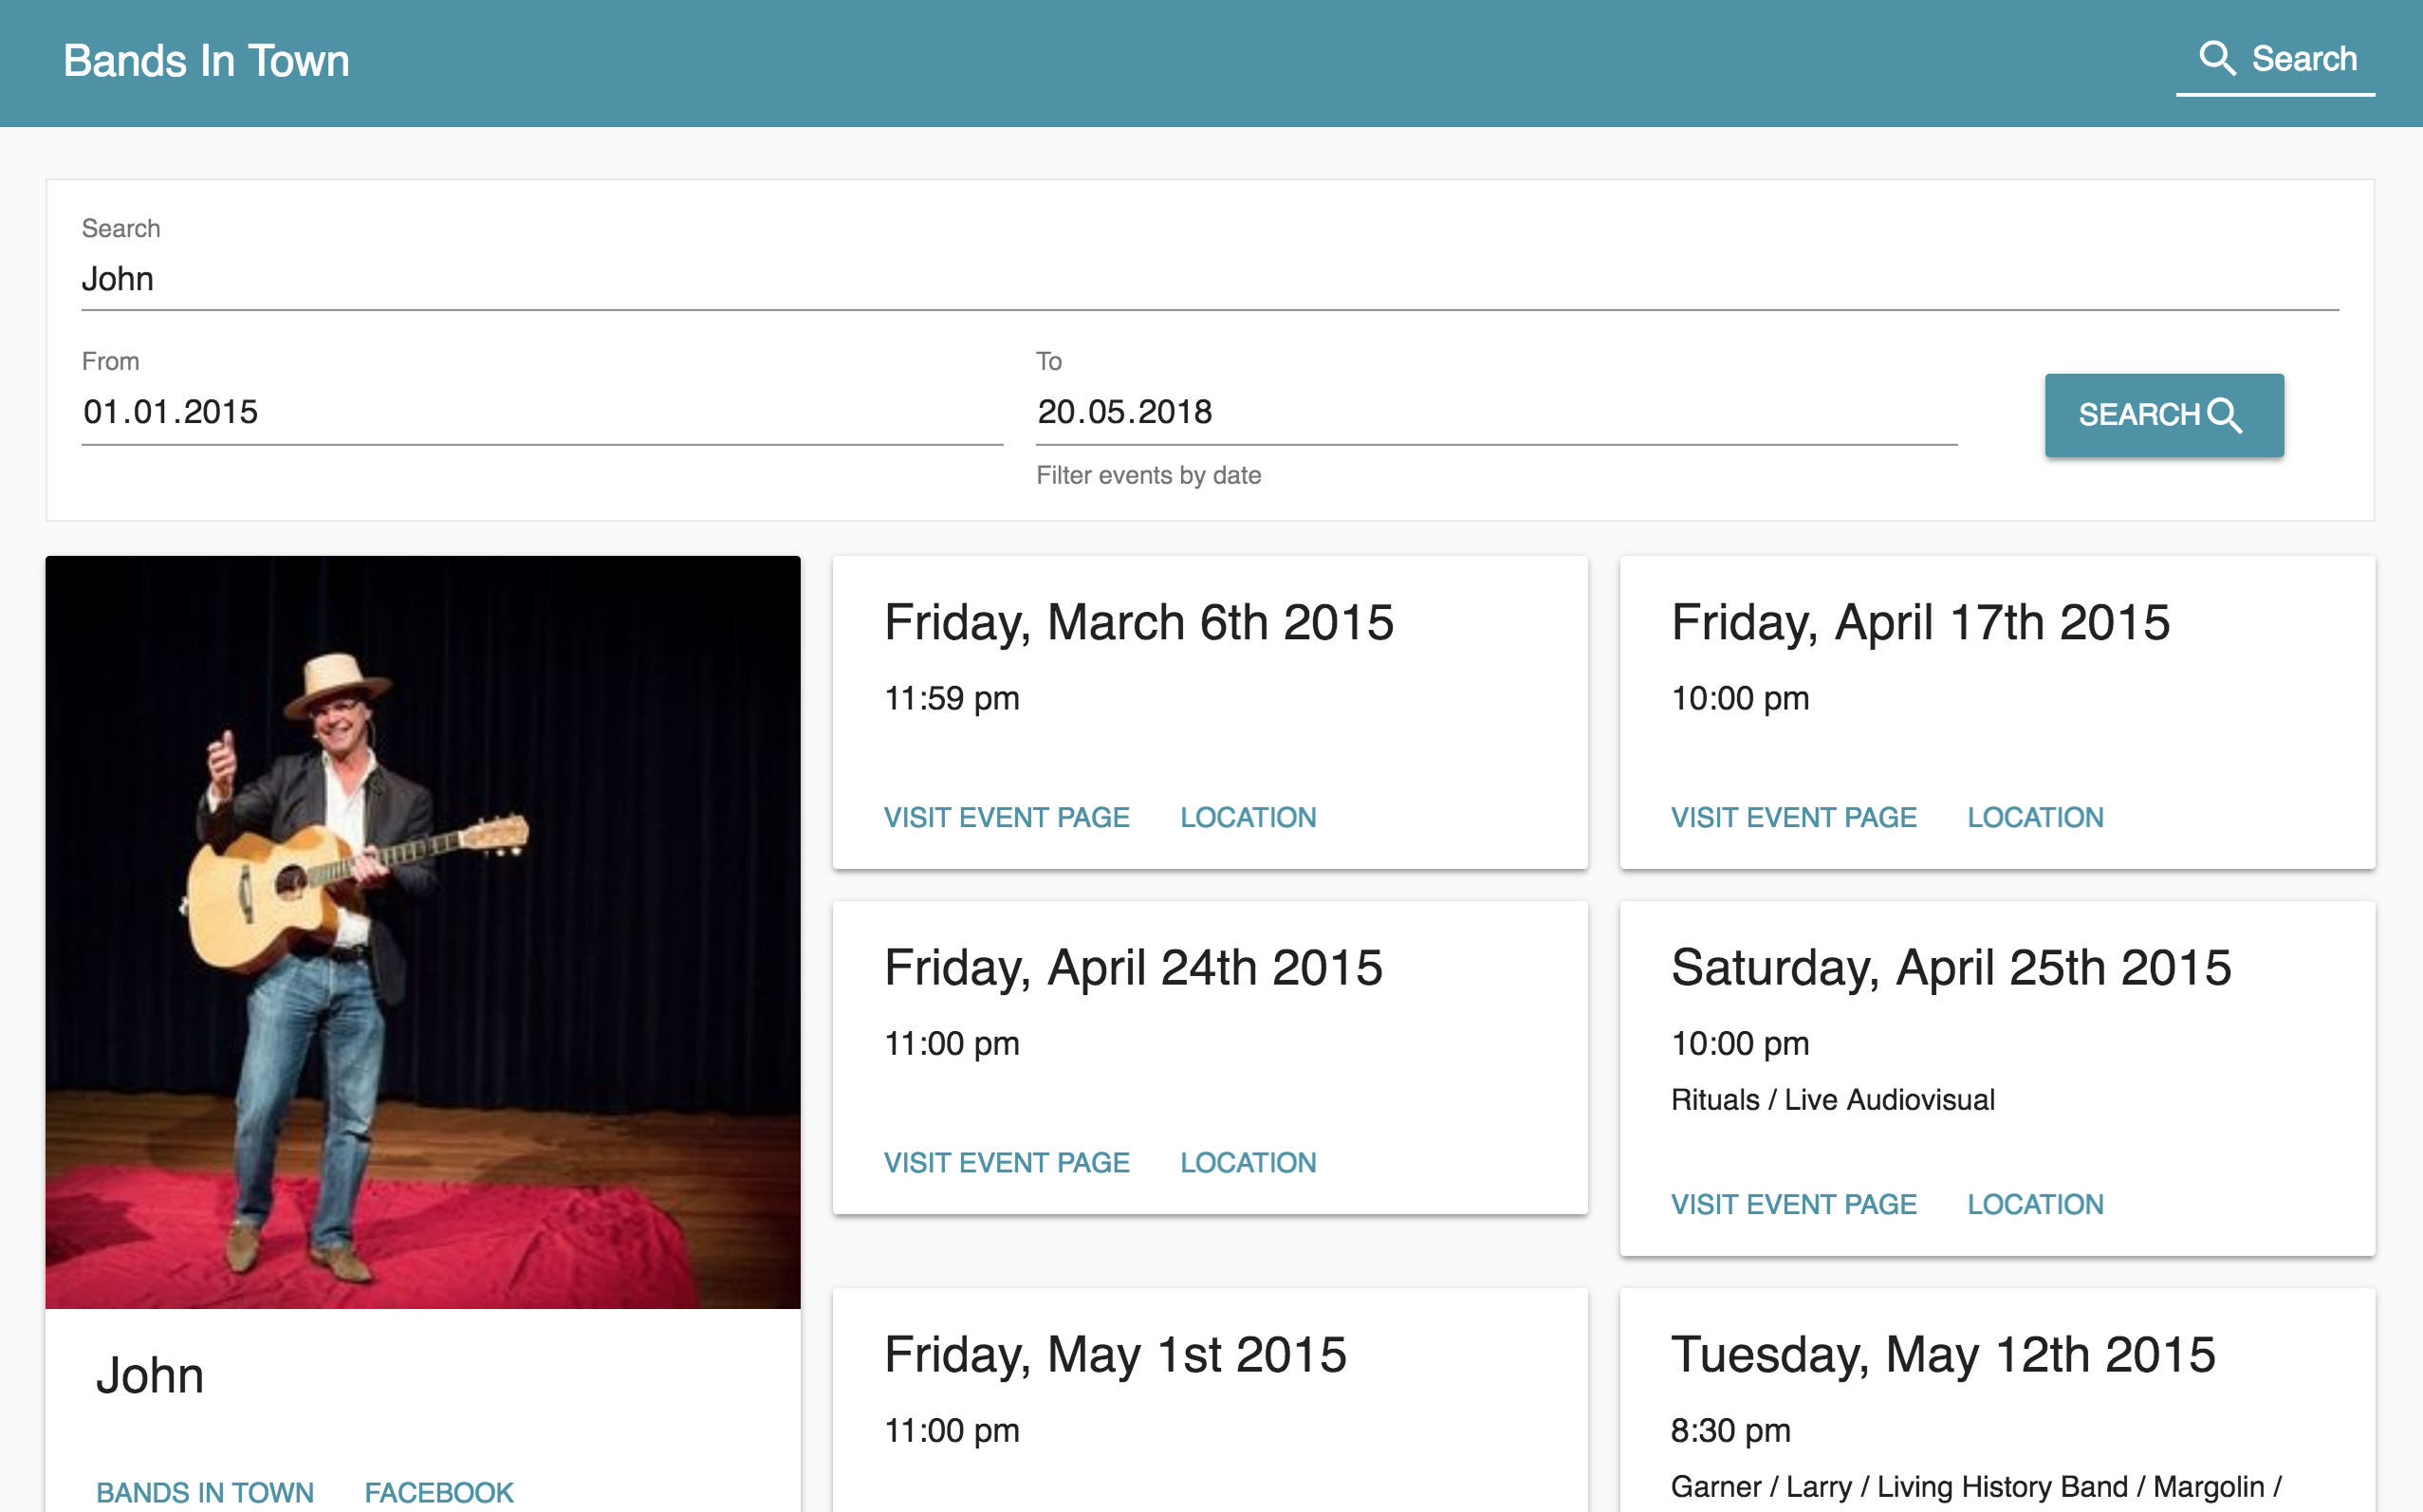 Bands In Town
Search
Search
John
From
01.01.2015
To
20.05.2018
Filter events by date
SEARCH
John
BANDS IN TOWN FACEBOOK
Friday, March 6th 2015
11:59 pm
VISIT EVENT PAGE LOCATION
Friday, April 17th 2015
10:00 pm
VISIT EVENT PAGE LOCATION
Friday, April 24th 2015
11:00 pm
VISIT EVENT PAGE LOCATION
Saturday, April 25th 2015
10:00 pm
Rituals / Live Audiovisual
VISIT EVENT PAGE LOCATION
Friday, May 1st 2015
11:00 pm
Tuesday, May 12th 2015
8:30 pm
Garner / Larry / Living History Band / Margolin /